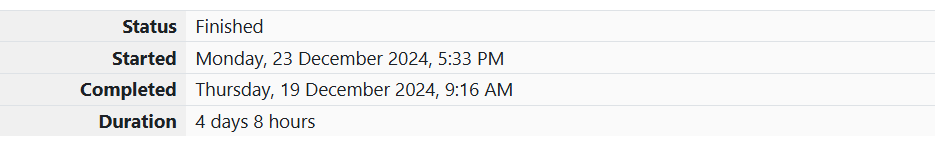 Status Finished
Started Monday, 23 December 2024, 5:33 PM
Completed Thursday, 19 December 2024, 9:16 AM
Duration 4 days 8 hours